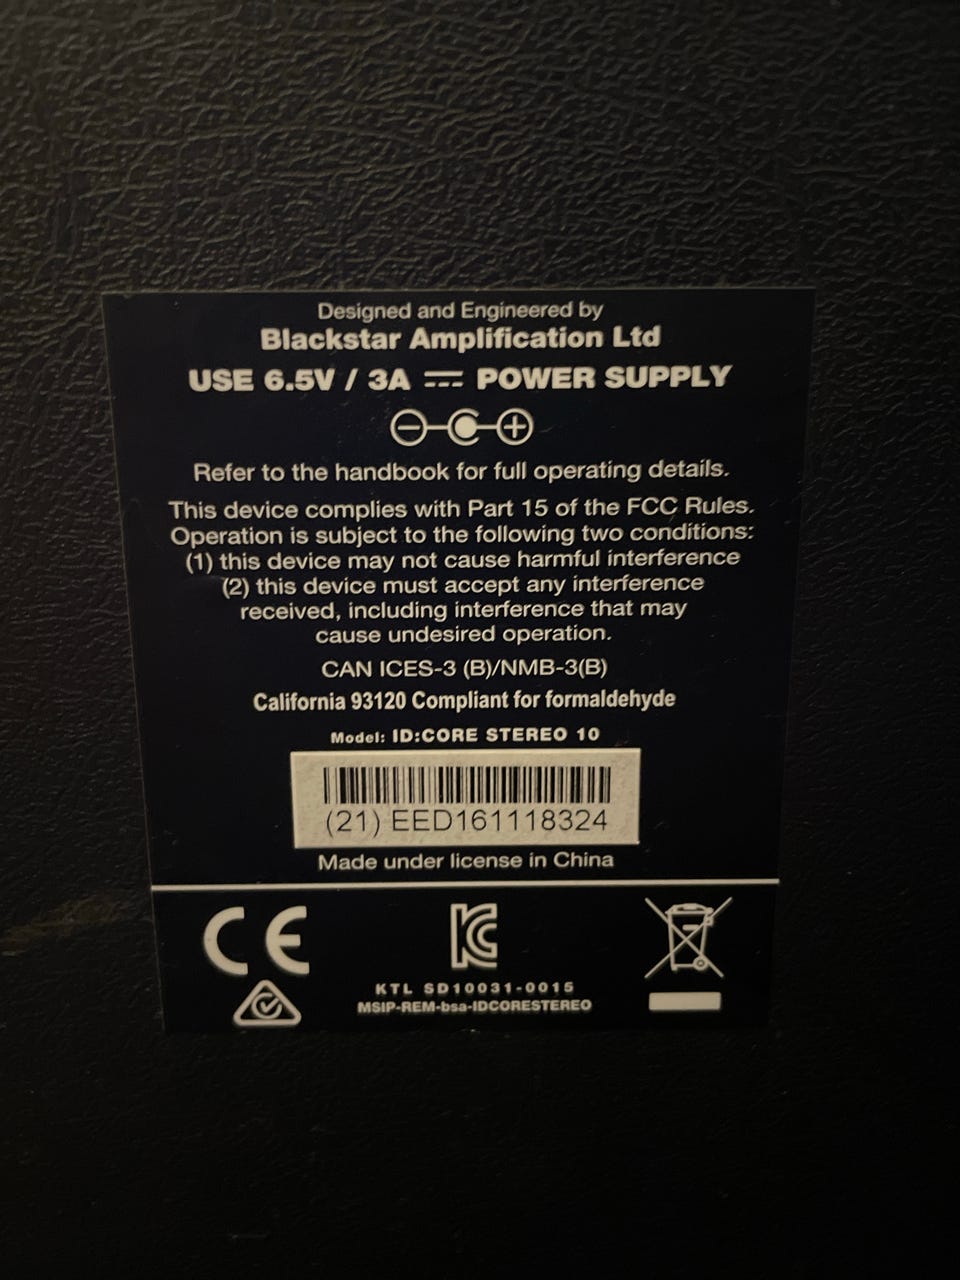 Designed and Engineered by
Blackstar Amplification Ltd
USE 6.5V / 3A ⎓ POWER SUPPLY
Refer to the handbook for full operating details.
This device complies with Part 15 of the FCC Rules.
Operation is subject to the following two conditions:
(1) this device may not cause harmful interference
(2) this device must accept any interference
received, including interference that may
cause undesired operation.
CAN ICES-3 (B)/NMB-3(B)
California 93120 Compliant for formaldehyde
Model: ID:CORE STEREO 10
(21) EED161118324
Made under license in China
CE
KC
KTL SD10031-0015
MSIP-REM-bsa-IDCORESTEREO